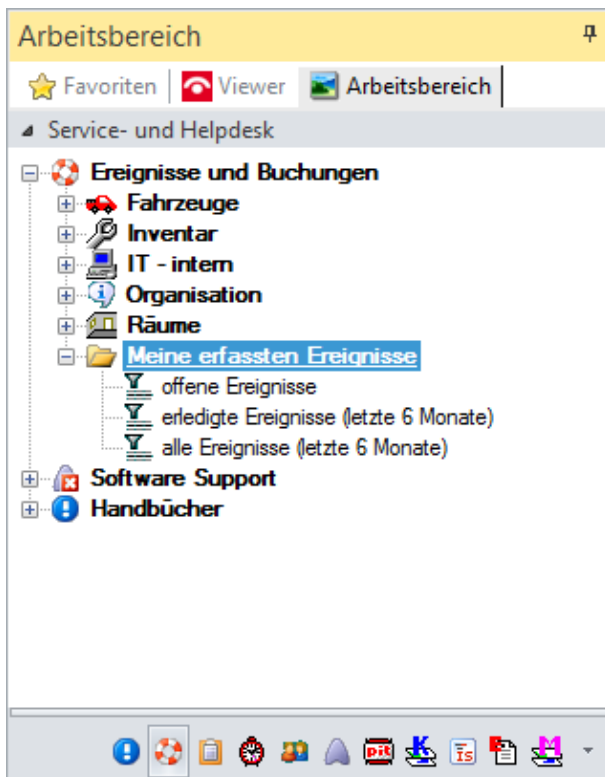 Arbeitsbereich
Favoriten Viewer Arbeitsbereich
Service- und Helpdesk
Ereignisse und Buchungen
Fahrzeuge
Inventar
IT - intern
Organisation
Räume
Meine erfassten Ereignisse
offene Ereignisse
erledigte Ereignisse (letzte 6 Monate)
alle Ereignisse (letzte 6 Monate)
Software Support
Handbücher
pit K Ts M